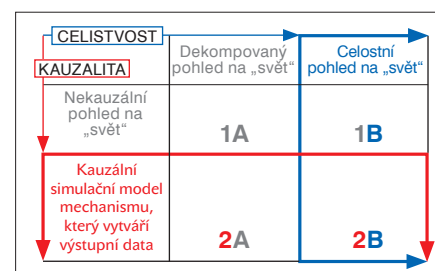 CELISTVOST
KAUZALITA
Dekompovaný
pohled na „svět“
Celostní
pohled na „svět“
Nekauzální
pohled na
„svět“
1A
1B
Kauzální
simulační model
mechanismu,
který vytváří
výstupní data
2A
2B